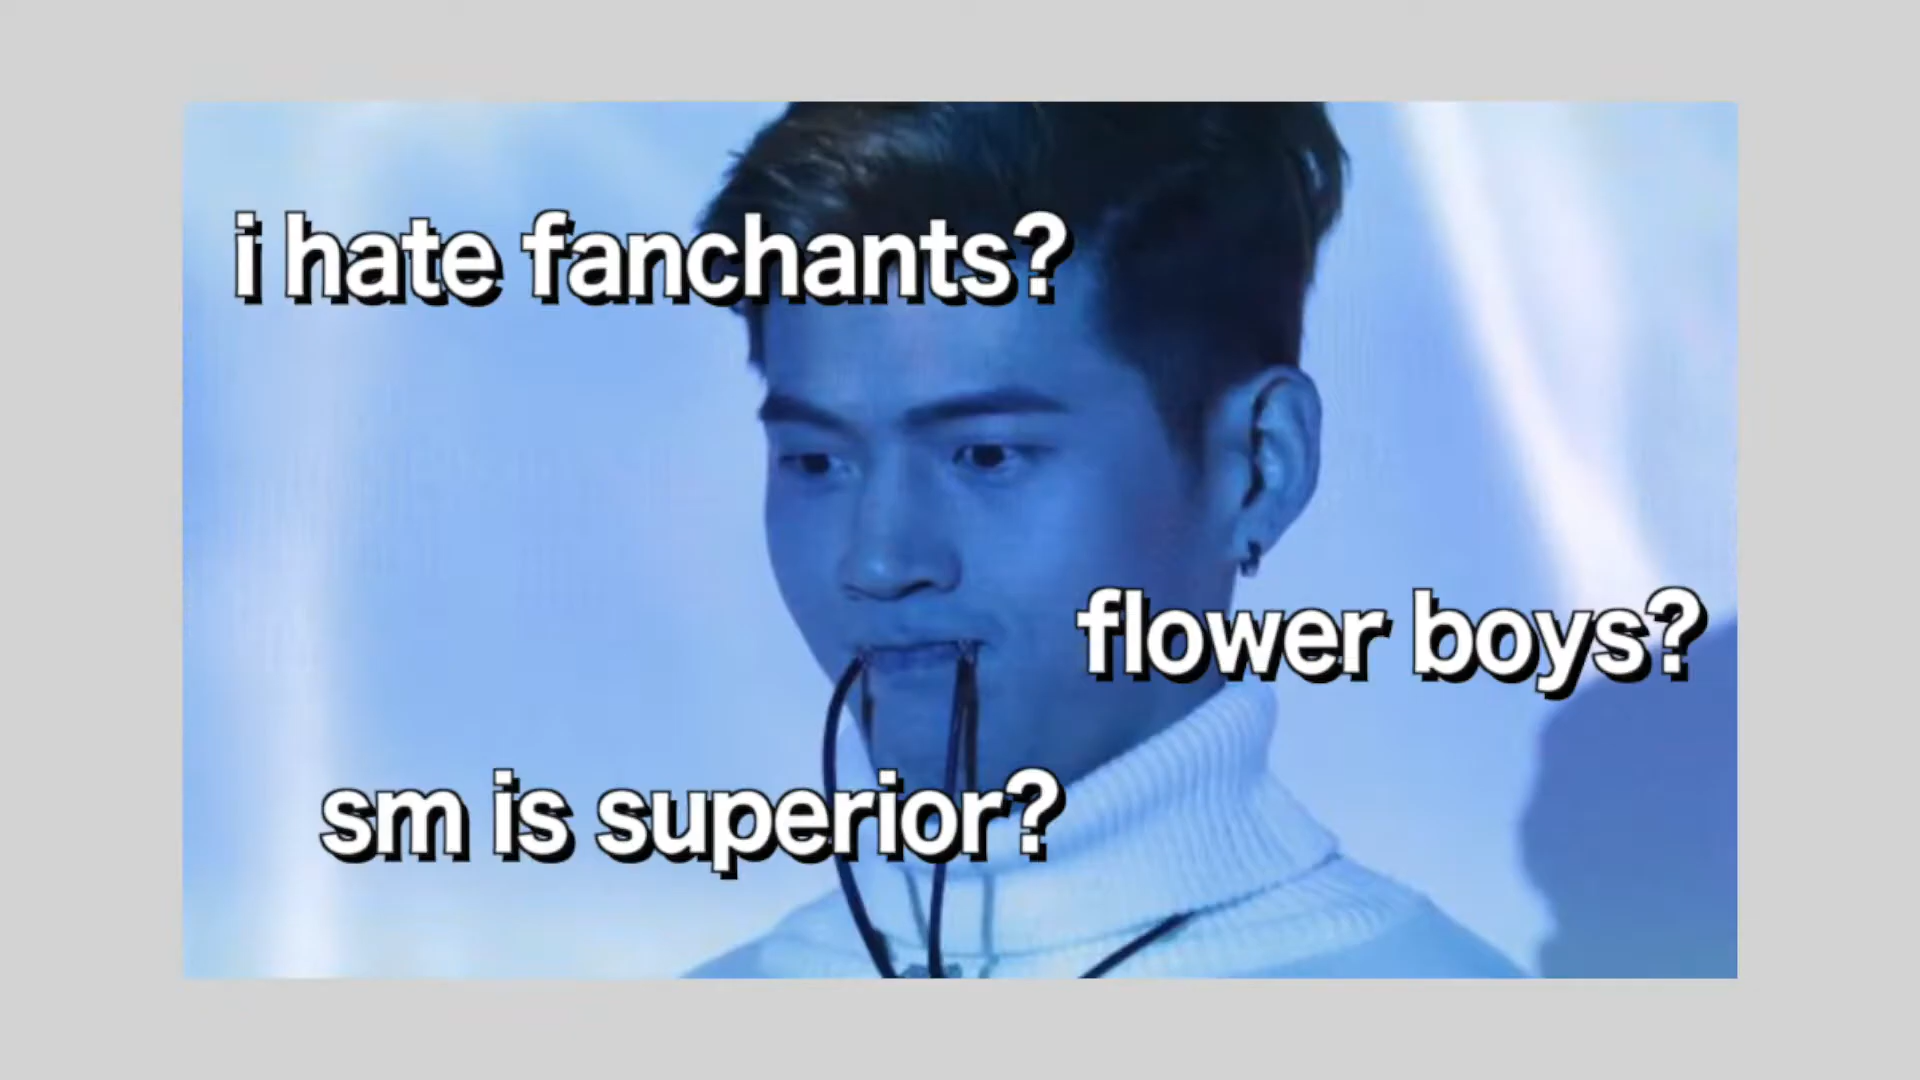 i hate fanchants?
flower boys?
sm is superior?